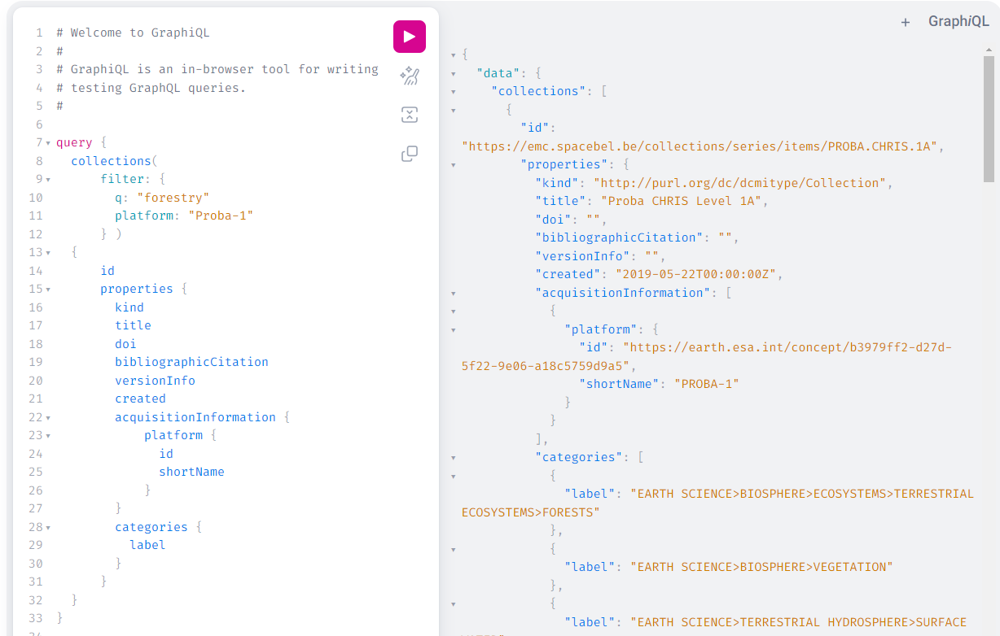 1 # Welcome to GraphiQL
2 #
3 # GraphiQL is an in-browser tool for writing
4 # testing GraphQL queries.
5 #
6
7 query {
8 collections(
9 filter: {
10 q: "forestry"
11 platform: "Proba-1"
12 } )
13 {
14 id
15 properties {
16 kind
17 title
18 doi
19 bibliographicCitation
20 versionInfo
21 created
22 acquisitionInformation {
23 platform {
24 id
25 shortName
26 }
27 }
28 categories {
29 label
30 }
31 }
32 }
33 }
+ GraphiQL
{
"data": {
"collections": [
{
"id":
"https://emc.spacebel.be/collections/series/items/PROBA.CHRIS.1A",
"properties": {
"kind": "http://purl.org/dc/dcmitype/Collection",
"title": "Proba CHRIS Level 1A",
"doi": "",
"bibliographicCitation": "",
"versionInfo": "",
"created": "2019-05-22T00:00:00Z",
"acquisitionInformation": [
{
"platform": {
"id": "https://earth.esa.int/concept/b3979ff2-d27d-
5f22-9e06-a18c5759d9a5",
"shortName": "PROBA-1"
}
}
],
"categories": [
{
"label": "EARTH SCIENCE>BIOSPHERE>ECOSYSTEMS>TERRESTRIAL
ECOSYSTEMS>FORESTS"
},
{
"label": "EARTH SCIENCE>BIOSPHERE>VEGETATION"
},
{
"label": "EARTH SCIENCE>TERRESTRIAL HYDROSPHERE>SURFACE